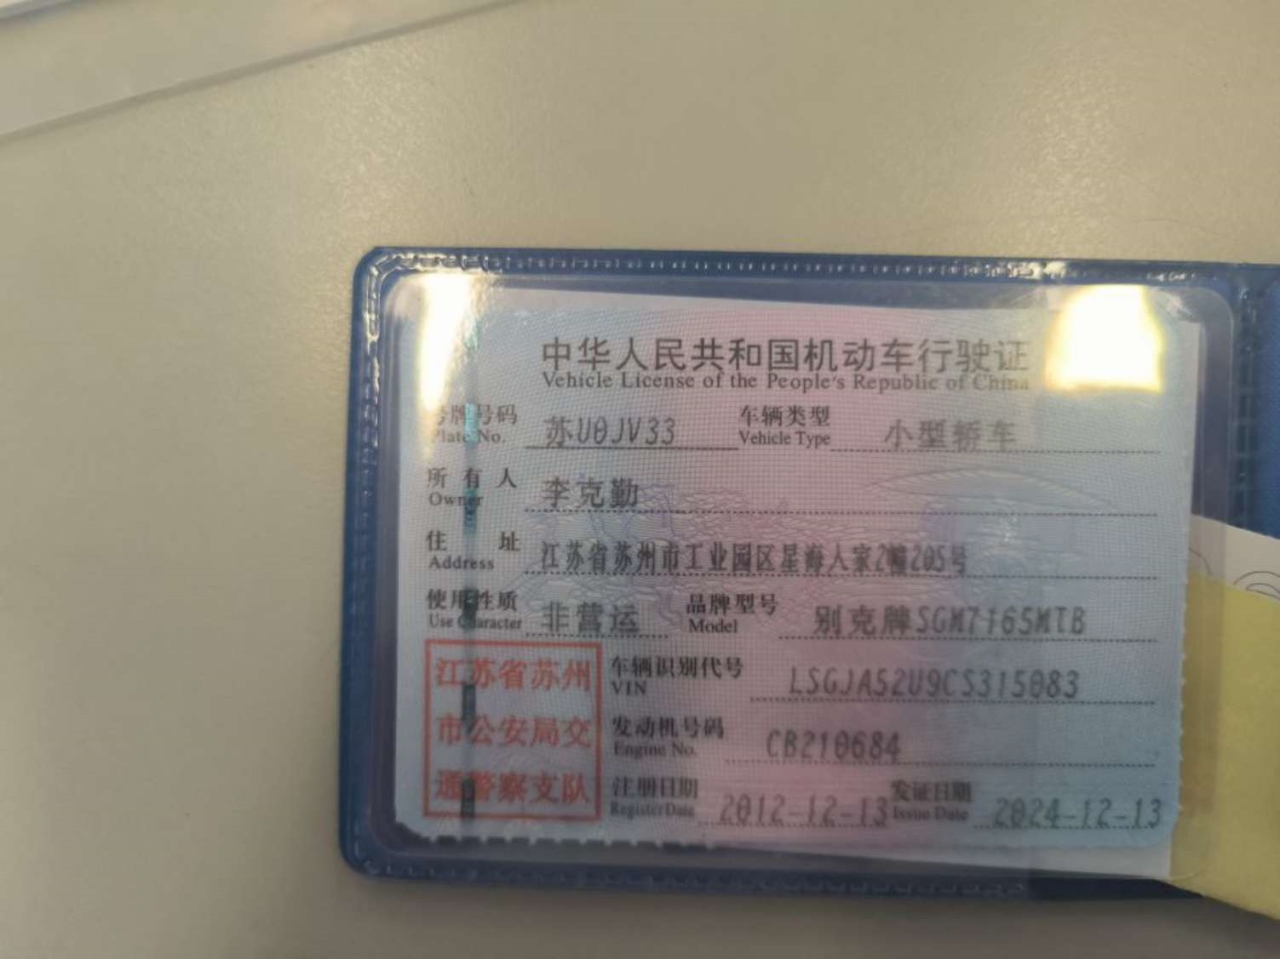 中华人民共和国机动车行驶证
Vehicle License of the People's Republic of China
号牌号码 苏U0JV33 车辆类型 小型轿车
Plate No. Vehicle Type
所有人 李克勤
Owner
住址 江苏省苏州市工业园区星海人家2幢205号
Address
使用性质 非营运 品牌型号 别克牌SGM7165MTB
Use Character Model
江苏省苏州 车辆识别代号 LSGJA52U9CS315083
VIN
市公安局交 发动机号码 CB210684
Engine No.
通警察支队 注册日期 2012-12-13 发证日期 2024-12-13
Register Date Issue Date